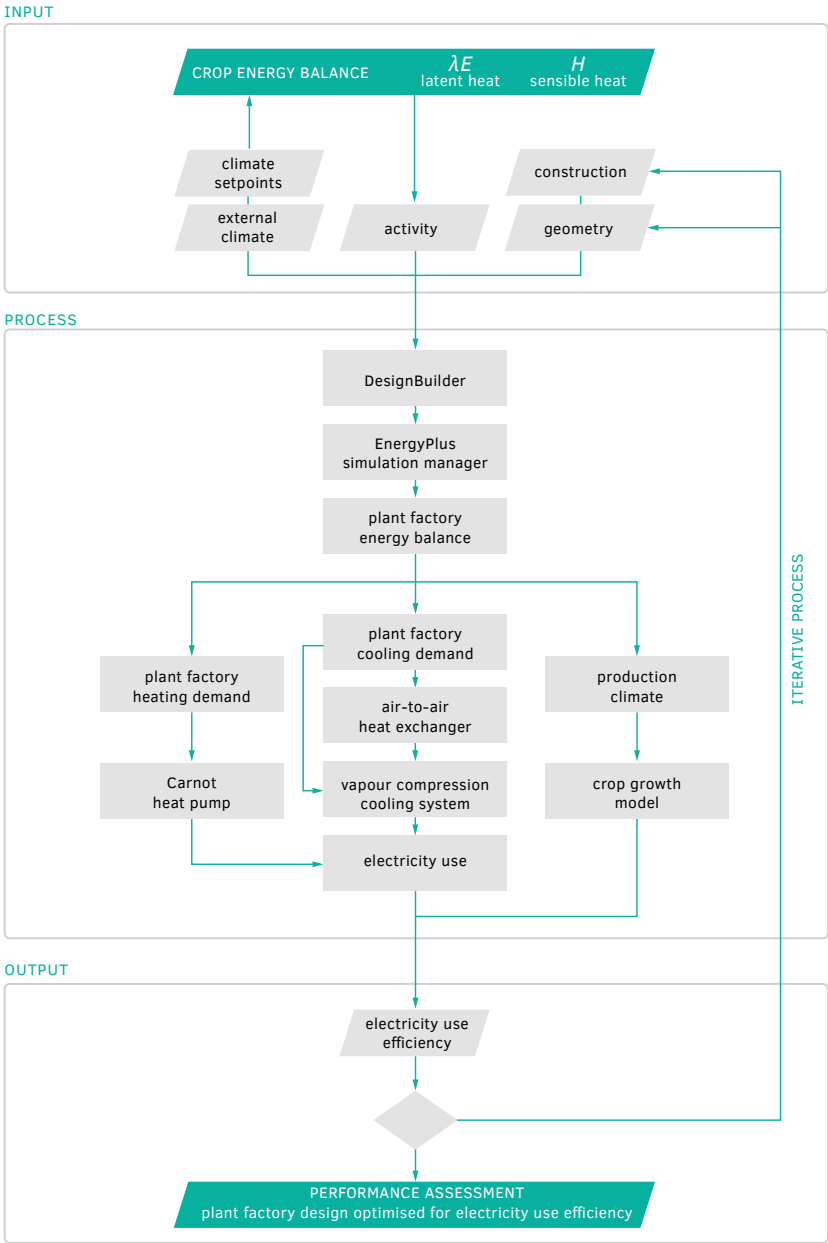 INPUT
CROP ENERGY BALANCE
λE
latent heat
H
sensible heat
climate
setpoints
external
climate
activity
construction
geometry
PROCESS
DesignBuilder
EnergyPlus
simulation manager
plant factory
energy balance
plant factory
heating demand
plant factory
cooling demand
production
climate
air-to-air
heat exchanger
Carnot
heat pump
vapour compression
cooling system
crop growth
model
electricity use
ITERATIVE PROCESS
OUTPUT
electricity use
efficiency
PERFORMANCE ASSESSMENT
plant factory design optimised for electricity use efficiency